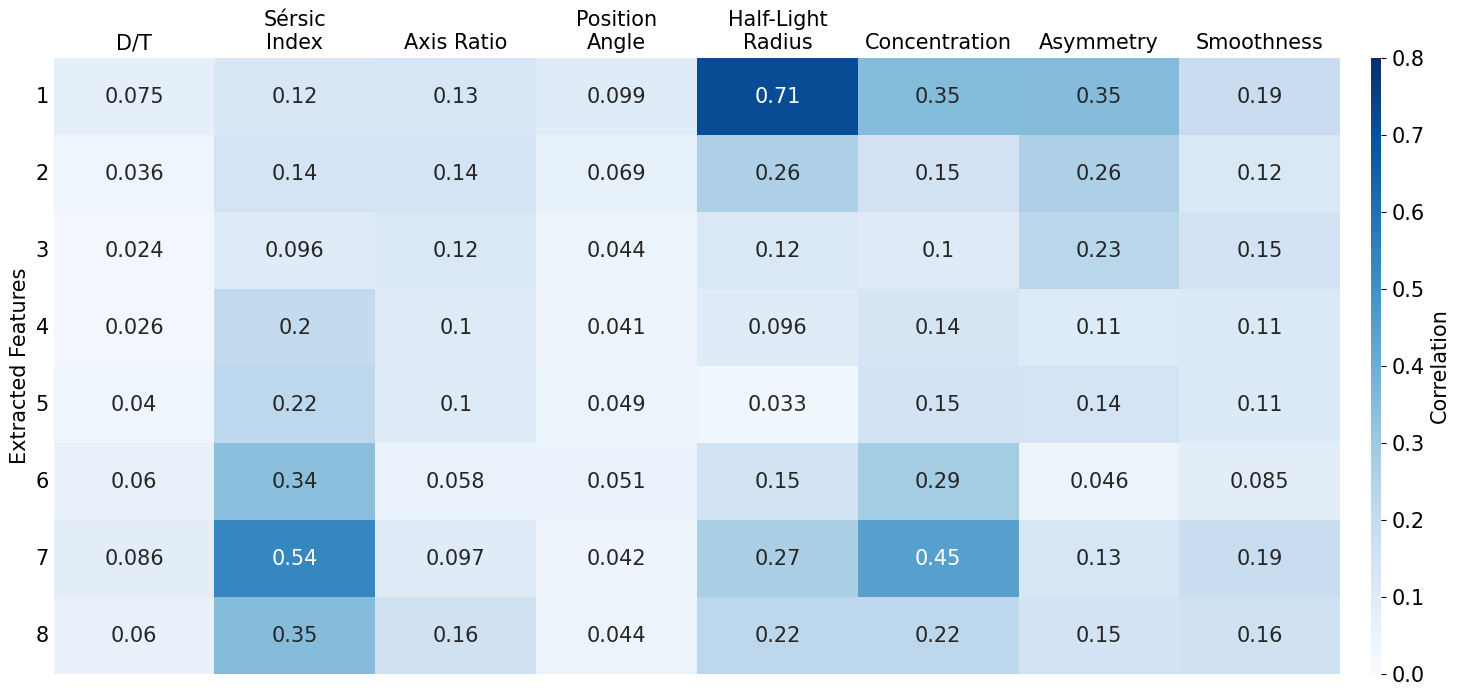 D/T Sérsic Index Axis Ratio Position Angle Half-Light Radius Concentration Asymmetry Smoothness
1 0.075 0.12 0.13 0.099 0.71 0.35 0.35 0.19
2 0.036 0.14 0.14 0.069 0.26 0.15 0.26 0.12
3 0.024 0.096 0.12 0.044 0.12 0.1 0.23 0.15
4 0.026 0.2 0.1 0.041 0.096 0.14 0.11 0.11
5 0.04 0.22 0.1 0.049 0.033 0.15 0.14 0.11
6 0.06 0.34 0.058 0.051 0.15 0.29 0.046 0.085
7 0.086 0.54 0.097 0.042 0.27 0.45 0.13 0.19
8 0.06 0.35 0.16 0.044 0.22 0.22 0.15 0.16
Extracted Features
0.8
0.7
0.6
0.5
0.4
0.3
0.2
0.1
0.0
Correlation